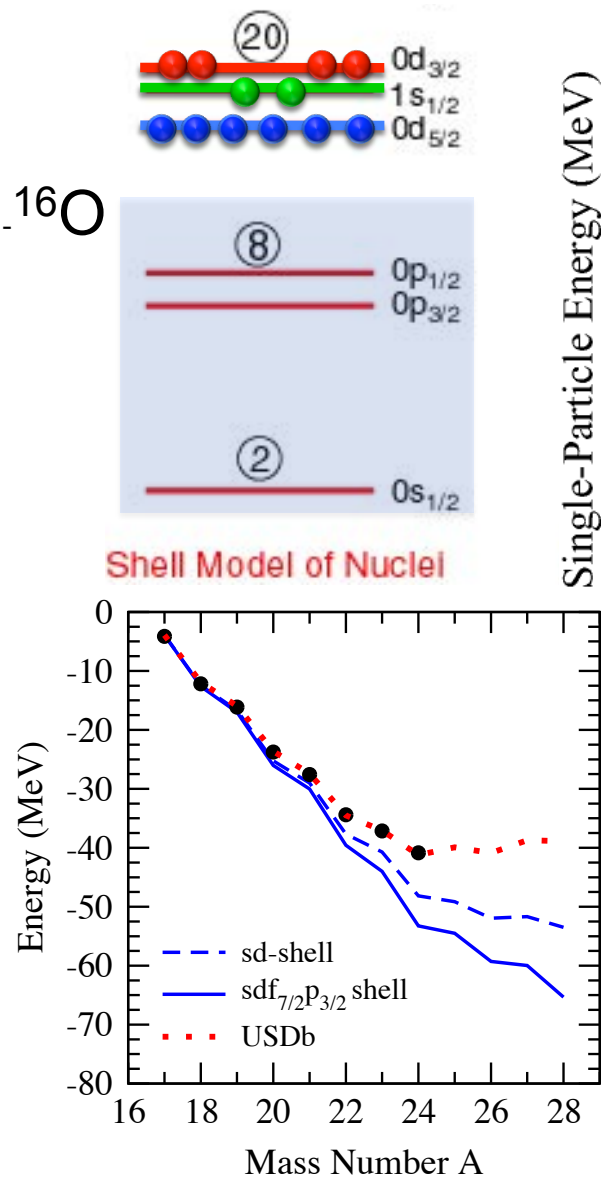 20
0d3/2
1s1/2
0d5/2
- 16O
8
0p1/2
0p3/2
2
0s1/2
Shell Model of Nuclei
Single-Particle Energy (MeV)
0
-10
-20
-30
-40
-50
-60
-70
-80
Energy (MeV)
sd-shell
sdf7/2p3/2 shell
USDb
16 18 20 22 24 26 28
Mass Number A